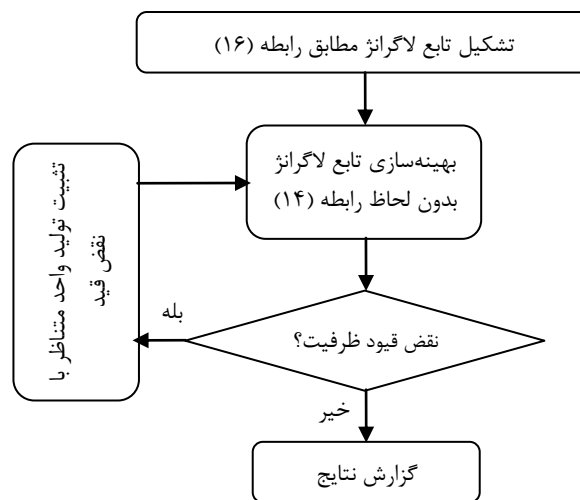 تشکیل تابع لاگرانژ مطابق رابطه (۱۶)
بهینه‌سازی تابع لاگرانژ
بدون لحاظ رابطه (۱۴)
تثبیت تولید واحد متناظر با
نقض قید
بله
نقض قیود ظرفیت؟
خیر
گزارش نتایج